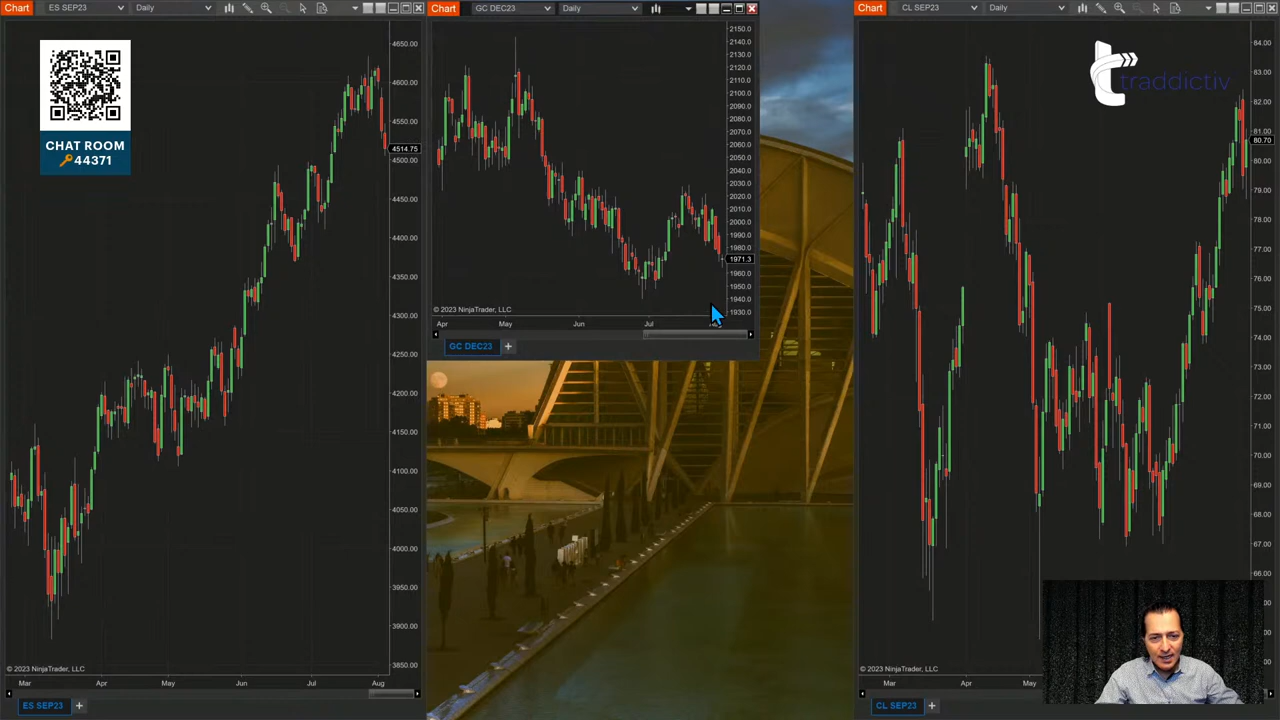 Chart
ES SEP23
Daily
CHAT ROOM
44371
4650.00
4600.00
4550.00
4514.75
4500.00
4400.00
4350.00
4300.00
4250.00
4200.00
4150.00
4100.00
4050.00
4000.00
3950.00
3900.00
3850.00
© 2023 NinjaTrader, LLC
Mar
Apr
May
Jun
Jul
Aug
ES SEP23
+
Chart
GC DEC23
Daily
2150.0
2140.0
2130.0
2120.0
2110.0
2100.0
2090.0
2080.0
2070.0
2060.0
2050.0
2040.0
2030.0
2020.0
2010.0
2000.0
1990.0
1980.0
1971.3
1960.0
1950.0
1940.0
1930.0
© 2023 NinjaTrader, LLC
Apr
May
Jun
Jul
GC DEC23
+
Chart
CL SEP23
Daily
traddictiv
84.00
83.00
82.00
80.70
79.00
78.00
77.00
76.00
75.00
74.00
73.00
72.00
71.00
70.00
69.00
68.00
67.00
66.00
© 2023 NinjaTrader, LLC
Mar
Apr
May
CL SEP23
+